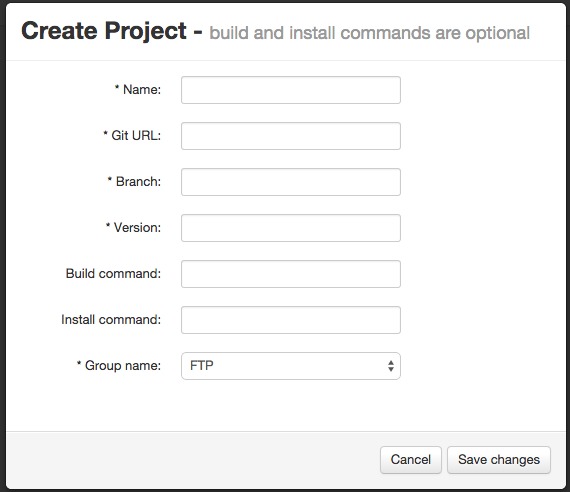 Create Project - build and install commands are optional
* Name:
* Git URL:
* Branch:
* Version:
Build command:
Install command:
* Group name: FTP
Cancel Save changes